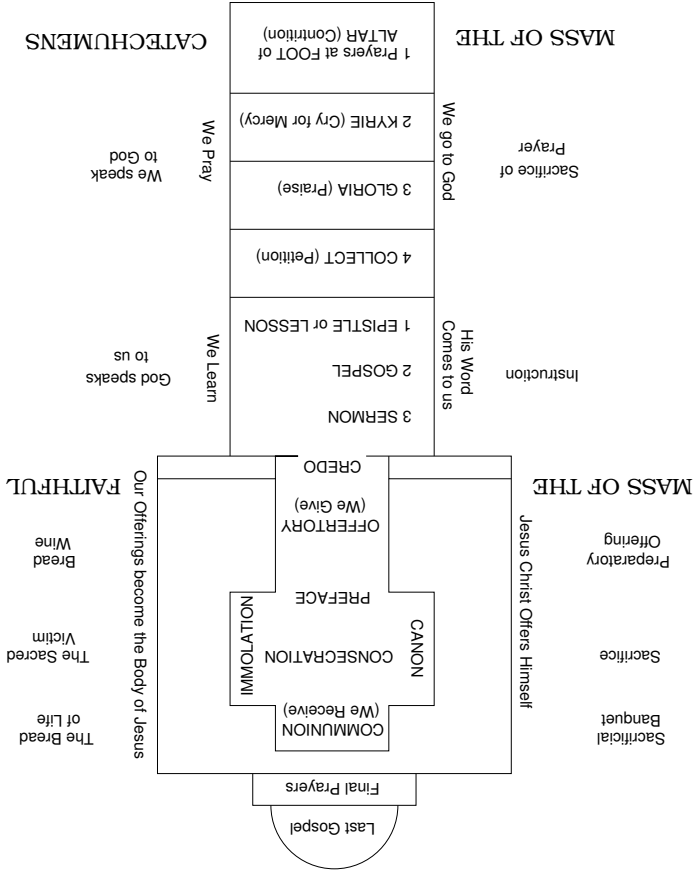 Last Gospel
Final Prayers
Sacrificial
Banquet
COMMUNION
(We Receive)
The Bread
of Life
Sacrifice
CANON
CONSECRATION
IMMOLATION
The Sacred
Victim
PREFACE
Jesus Christ Offers Himself
Our Offerings become the Body of Jesus
Preparatory
Offering
OFFERTORY
(We Give)
Bread
Wine
MASS OF THE
CREDO
FAITHFUL
3 SERMON
2 GOSPEL
1 EPISTLE or LESSON
Instruction
His Word
Comes to us
We Learn
God speaks
to us
4 COLLECT (Petition)
3 GLORIA (Praise)
2 KYRIE (Cry for Mercy)
Sacrifice of
Prayer
We go to God
We Pray
We speak
to God
1 Prayers at FOOT of
ALTAR (Contrition)
MASS OF THE
CATECHUMENS